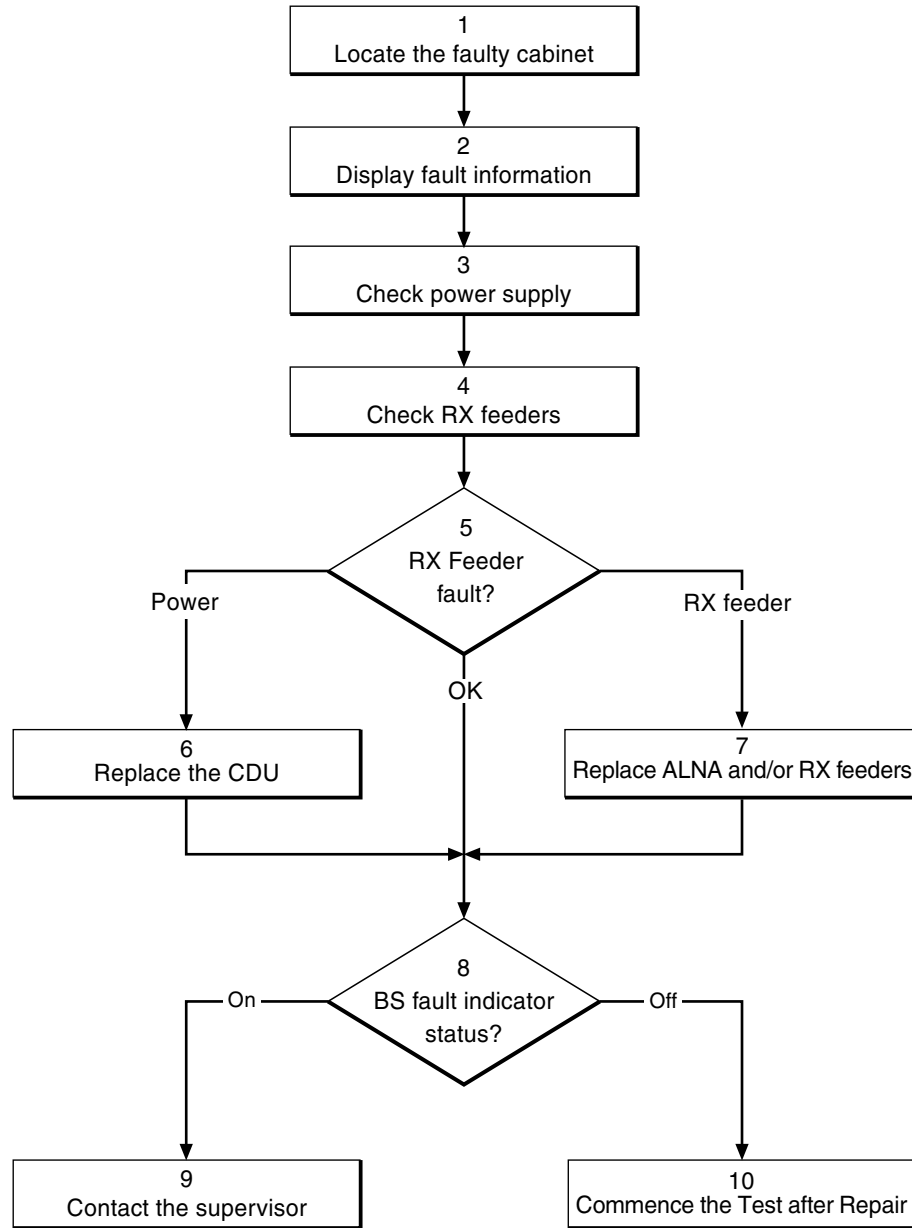 1
Locate the faulty cabinet
2
Display fault information
3
Check power supply
4
Check RX feeders
5
RX Feeder
fault?
Power
RX feeder
OK
6
Replace the CDU
7
Replace ALNA and/or RX feeders
8
BS fault indicator
status?
On
Off
9
Contact the supervisor
10
Commence the Test after Repair